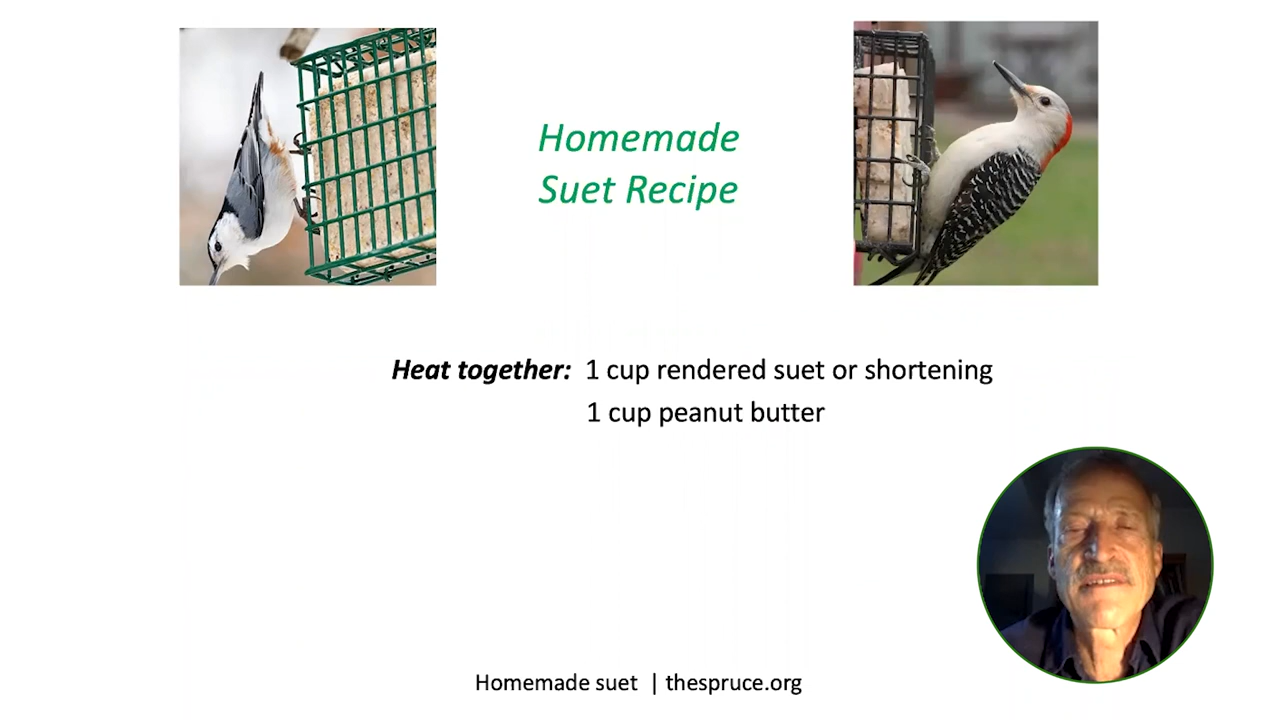 Homemade
Suet Recipe
Heat together: 1 cup rendered suet or shortening
1 cup peanut butter
Homemade suet | thespruce.org